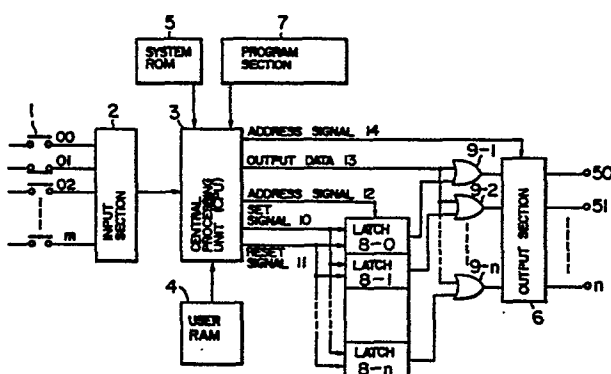 5
SYSTEM
ROM
7
PROGRAM
SECTION
1
2
3
00
01
02
m
INPUT
SECTION
CENTRAL
PROCESSING
UNIT (CPU)
ADDRESS SIGNAL 14
OUTPUT DATA 13
ADDRESS SIGNAL 12
SET
SIGNAL 10
RESET
SIGNAL 11
9-1
9-2
9-n
LATCH
8-0
LATCH
8-1
LATCH
8-n
OUTPUT SECTION
6
50
51
n
4
USER
RAM